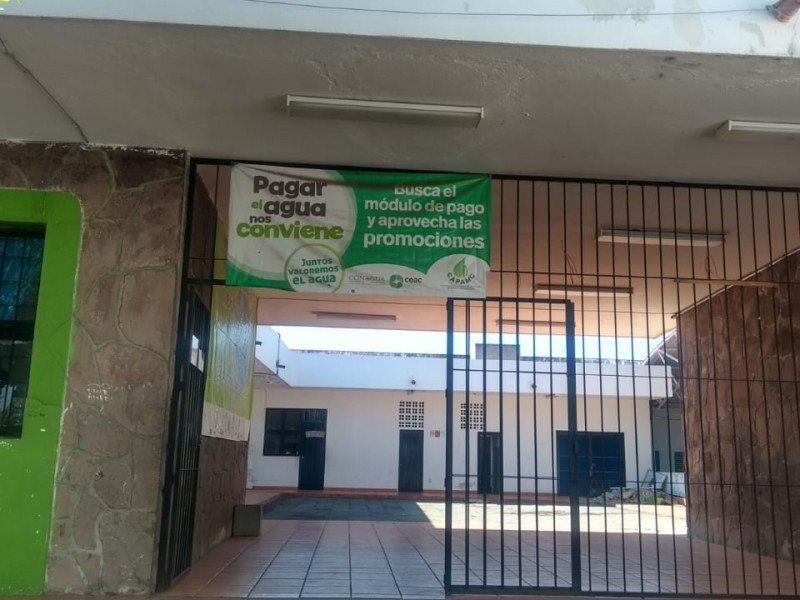 Pagar
el agua
nos
conviene
Busca el
módulo de pago
y aprovecha las
promociones
Juntos
valoremos
el agua
CONAGUA
ceac